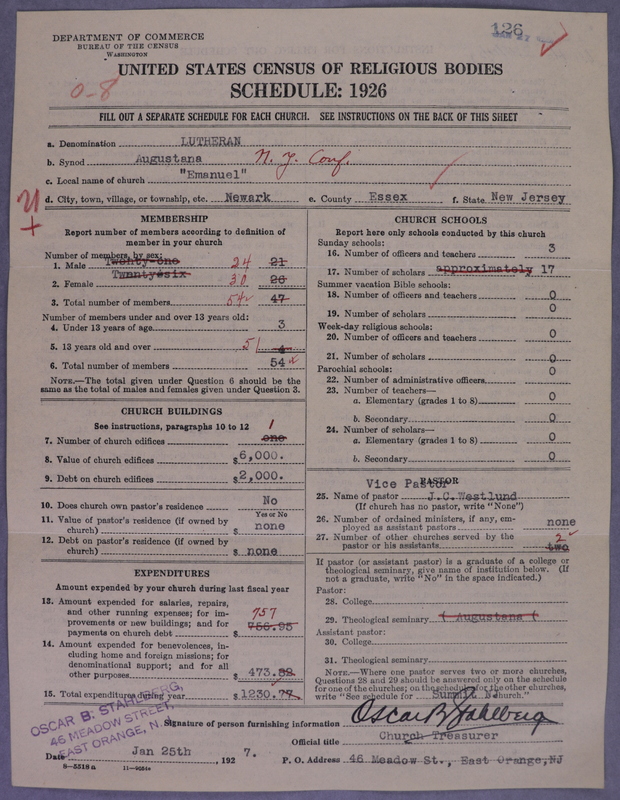 DEPARTMENT OF COMMERCE
BUREAU OF THE CENSUS
WASHINGTON
126
UNITED STATES CENSUS OF RELIGIOUS BODIES
SCHEDULE: 1926
0-8
FILL OUT A SEPARATE SCHEDULE FOR EACH CHURCH. SEE INSTRUCTIONS ON THE BACK OF THIS SHEET
a. Denomination LUTHERAN
b. Synod Augustana N. J. Conf.
c. Local name of church "Emanuel"
d. City, town, village, or township, etc. Newark e. County Essex f. State New Jersey
MEMBERSHIP
Report number of members according to definition of
member in your church
Number of members, by sex:
1. Male Twenty-one 24 21
2. Female Twentysix 30 26
3. Total number of members 54 47
Number of members under and over 13 years old:
4. Under 13 years of age 3
5. 13 years old and over 51 4
6. Total number of members 54
NOTE.—The total given under Question 6 should be
same as the total of males and females given under Question 3.
CHURCH BUILDINGS
See instructions, paragraphs 10 to 12
7. Number of church edifices 1 one
8. Value of church edifices $6,000.
9. Debt on church edifices $2,000.
10. Does church own pastor's residence No
Yes or No
11. Value of pastor's residence (if owned by
church) $ none
12. Debt on pastor's residence (if owned by
church) $ none
EXPENDITURES
Amount expended by your church during last fiscal year
13. Amount expended for salaries, repairs,
and other running expenses; for im-
provements or new buildings; and for
payments on church debt $ 757 756.95
14. Amount expended for benevolences, in-
cluding home and foreign missions; for
denominational support; and for all
other purposes $ 473.82
15. Total expenditures during year $1230.77
CHURCH SCHOOLS
Report here only schools conducted by this church
Sunday schools:
16. Number of officers and teachers 3
17. Number of scholars approximately 17
Summer vacation Bible schools:
18. Number of officers and teachers 0
19. Number of scholars 0
Week-day religious schools:
20. Number of officers and teachers 0
21. Number of scholars 0
Parochial schools:
22. Number of administrative officers 0
23. Number of teachers—
a. Elementary (grades 1 to 8) 0
b. Secondary 0
24. Number of scholars—
a. Elementary (grades 1 to 8) 0
b. Secondary 0
Vice Pastor PASTOR
25. Name of pastor J.C. Westlund
(If church has no pastor, write "None")
26. Number of ordained ministers, if any, em-
ployed as assistant pastors none
27. Number of other churches served by the
pastor or his assistants 2 two
If pastor (or assistant pastor) is a graduate of a college or
theological seminary, give name of institution below. (If
not a graduate, write "No" in the space indicated.)
Pastor:
28. College
29. Theological seminary ( Augustana (
Assistant pastor:
30. College
31. Theological seminary
NOTE.—Where one pastor serves two or more churches,
Questions 28 and 29 should be answered only on the schedule
for one of the churches; on the schedule for the other churches,
write "See schedule for Summit NJ church."
OSCAR B. STAHLBERG,
46 MEADOW STREET,
EAST ORANGE, N.
Signature of person furnishing information Oscar B Stahlberg
Official title Church Treasurer
Date Jan 25th, 1927. P. O. Address 46 Meadow St., East Orange, NJ
8—5518a 11—9054